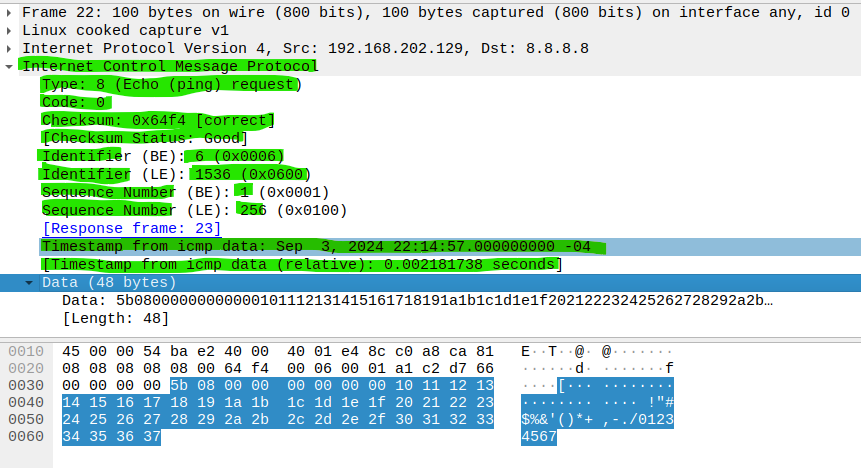 Frame 22: 100 bytes on wire (800 bits), 100 bytes captured (800 bits) on interface any, id 0
Linux cooked capture v1
Internet Protocol Version 4, Src: 192.168.202.129, Dst: 8.8.8.8
Internet Control Message Protocol
Type: 8 (Echo (ping) request)
Code: 0
Checksum: 0x64f4 [correct]
[Checksum Status: Good]
Identifier (BE): 6 (0x0006)
Identifier (LE): 1536 (0x0600)
Sequence Number (BE): 1 (0x0001)
Sequence Number (LE): 256 (0x0100)
[Response frame: 23]
Timestamp from icmp data: Sep  3, 2024 22:14:57.000000000 -04
[Timestamp from icmp data (relative): 0.002181738 seconds]
Data (48 bytes)
Data: 5b08000000000000101112131415161718191a1b1c1d1e1f202122232425262728292a2b…
[Length: 48]
0010 45 00 00 54 ba e2 40 00 40 01 e4 8c c0 a8 ca 81 E··T··@· @·······
0020 08 08 08 08 08 00 64 f4 00 06 00 01 a1 c2 d7 66 ······d· ·······f
0030 00 00 00 00 5b 08 00 00 00 00 00 00 10 11 12 13 ····[··· ········
0040 14 15 16 17 18 19 1a 1b 1c 1d 1e 1f 20 21 22 23 ········ ···· !"#
0050 24 25 26 27 28 29 2a 2b 2c 2d 2e 2f 30 31 32 33 $%&'()*+ ,-./0123
0060 34 35 36 37 4567